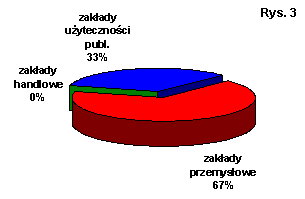 Rys. 3
zakłady
użyteczności
publ.
33%
zakłady
handlowe
0%
zakłady
przemysłowe
67%